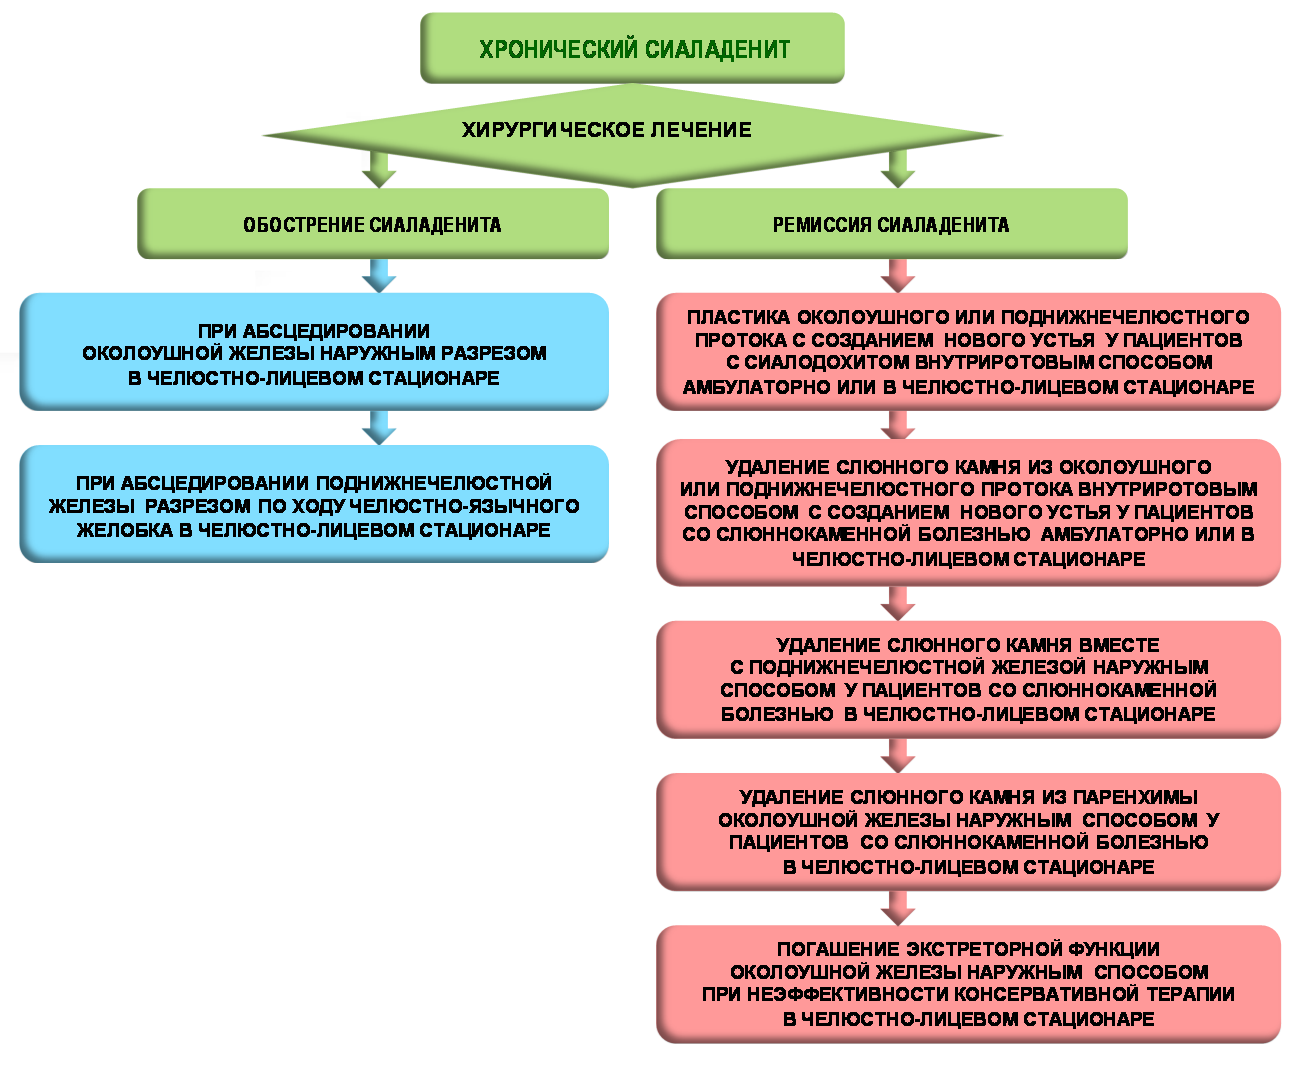 ХРОНИЧЕСКИЙ СИАЛАДЕНИТ
ХИРУРГИЧЕСКОЕ ЛЕЧЕНИЕ
ОБОСТРЕНИЕ СИАЛАДЕНИТА
ПРИ АБСЦЕДИРОВАНИИ
ОКОЛОУШНОЙ ЖЕЛЕЗЫ НАРУЖНЫМ РАЗРЕЗОМ
В ЧЕЛЮСТНО-ЛИЦЕВОМ СТАЦИОНАРЕ
ПРИ АБСЦЕДИРОВАНИИ ПОДНИЖНЕЧЕЛЮСТНОЙ
ЖЕЛЕЗЫ РАЗРЕЗОМ ПО ХОДУ ЧЕЛЮСТНО-ЯЗЫЧНОГО
ЖЕЛОБКА В ЧЕЛЮСТНО-ЛИЦЕВОМ СТАЦИОНАРЕ
РЕМИССИЯ СИАЛАДЕНИТА
ПЛАСТИКА ОКОЛОУШНОГО ИЛИ ПОДНИЖНЕЧЕЛЮСТНОГО
ПРОТОКА С СОЗДАНИЕМ НОВОГО УСТЬЯ У ПАЦИЕНТОВ
С СИАЛОДОХИТОМ ВНУТРИРОТОВЫМ СПОСОБОМ
АМБУЛАТОРНО ИЛИ В ЧЕЛЮСТНО-ЛИЦЕВОМ СТАЦИОНАРЕ
УДАЛЕНИЕ СЛЮННОГО КАМНЯ ИЗ ОКОЛОУШНОГО
ИЛИ ПОДНИЖНЕЧЕЛЮСТНОГО ПРОТОКА ВНУТРИРОТОВЫМ
СПОСОБОМ С СОЗДАНИЕМ НОВОГО УСТЬЯ У ПАЦИЕНТОВ
СО СЛЮННОКАМЕННОЙ БОЛЕЗНЬЮ АМБУЛАТОРНО ИЛИ В
ЧЕЛЮСТНО-ЛИЦЕВОМ СТАЦИОНАРЕ
УДАЛЕНИЕ СЛЮННОГО КАМНЯ ВМЕСТЕ
С ПОДНИЖНЕЧЕЛЮСТНОЙ ЖЕЛЕЗОЙ НАРУЖНЫМ
СПОСОБОМ У ПАЦИЕНТОВ СО СЛЮННОКАМЕННОЙ
БОЛЕЗНЬЮ В ЧЕЛЮСТНО-ЛИЦЕВОМ СТАЦИОНАРЕ
УДАЛЕНИЕ СЛЮННОГО КАМНЯ ИЗ ПАРЕНХИМЫ
ОКОЛОУШНОЙ ЖЕЛЕЗЫ НАРУЖНЫМ СПОСОБОМ У
ПАЦИЕНТОВ СО СЛЮННОКАМЕННОЙ БОЛЕЗНЬЮ
В ЧЕЛЮСТНО-ЛИЦЕВОМ СТАЦИОНАРЕ
ПОГАШЕНИЕ ЭКСТРЕТОРНОЙ ФУНКЦИИ
ОКОЛОУШНОЙ ЖЕЛЕЗЫ НАРУЖНЫМ СПОСОБОМ
ПРИ НЕЭФФЕКТИВНОСТИ КОНСЕРВАТИВНОЙ ТЕРАПИИ
В ЧЕЛЮСТНО-ЛИЦЕВОМ СТАЦИОНАРЕ